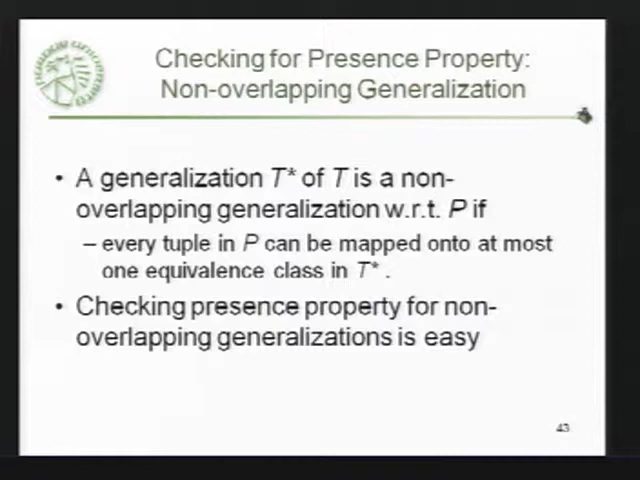 Checking for Presence Property:
Non-overlapping Generalization
• A generalization T* of T is a non-
overlapping generalization w.r.t. P if
– every tuple in P can be mapped onto at most
one equivalence class in T* .
• Checking presence property for non-
overlapping generalizations is easy
43